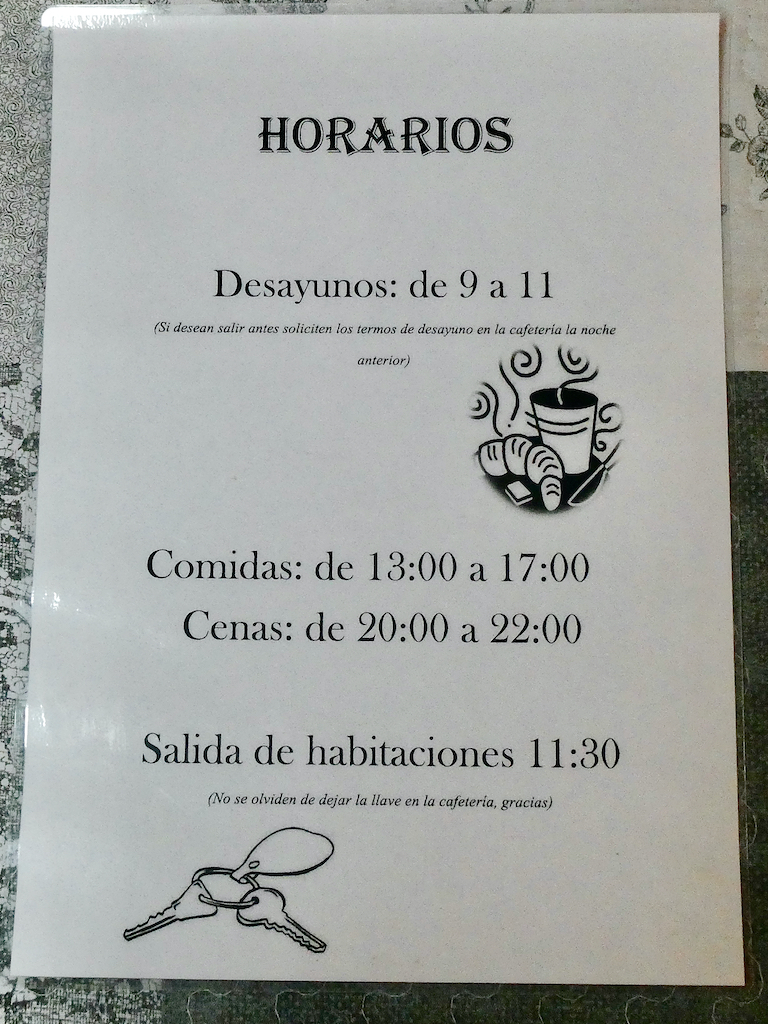 HORARIOS
Desayunos: de 9 a 11
(Si desean salir antes soliciten los termos de desayuno en la cafetería la noche
anterior)
Comidas: de 13:00 a 17:00
Cenas: de 20:00 a 22:00
Salida de habitaciones 11:30
(No se olviden de dejar la llave en la cafetería, gracias)